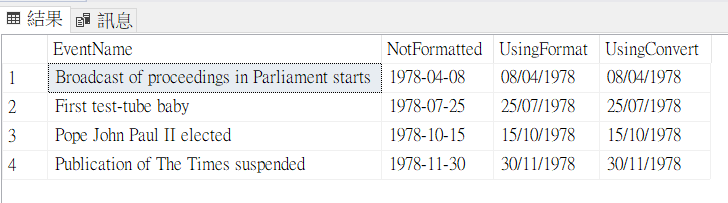 結果 訊息
EventName NotFormatted UsingFormat UsingConvert
1 Broadcast of proceedings in Parliament starts 1978-04-08 08/04/1978 08/04/1978
2 First test-tube baby 1978-07-25 25/07/1978 25/07/1978
3 Pope John Paul II elected 1978-10-15 15/10/1978 15/10/1978
4 Publication of The Times suspended 1978-11-30 30/11/1978 30/11/1978